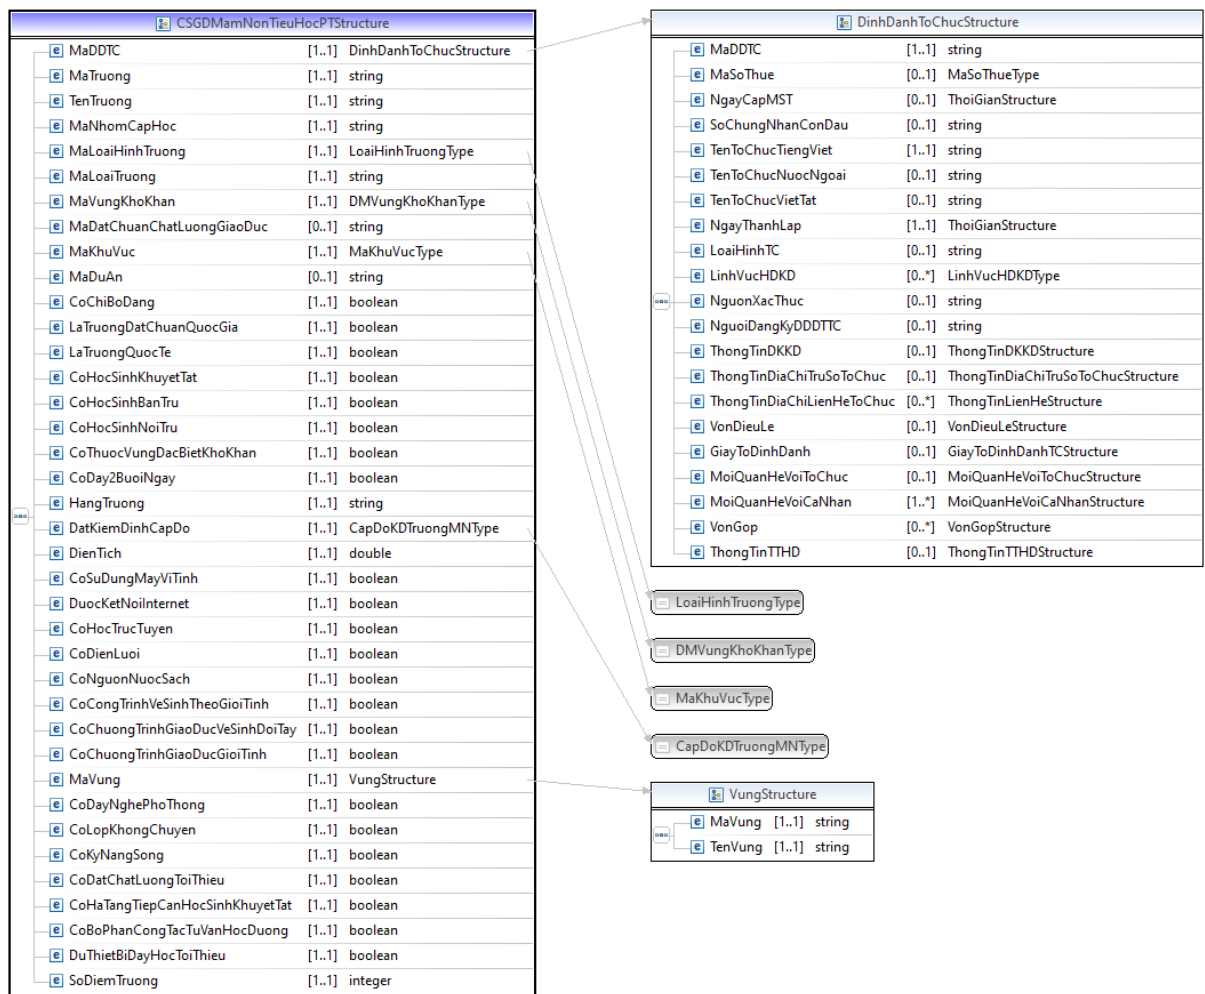 CSGDMamNonTieuHocPTStructure
MaDDTC [1..1] DinhDanhToChucStructure
MaTruong [1..1] string
TenTruong [1..1] string
MaNhomCapHoc [1..1] string
MaLoaiHinhTruong [1..1] LoaiHinhTruongType
MaLoaiTruong [1..1] string
MaVungKhoKhan [1..1] DMVungKhoKhanType
MaDatChuanChatLuongGiaoDuc [0..1] string
MaKhuVuc [1..1] MaKhuVucType
MaDuAn [0..1] string
CoChiBoDang [1..1] boolean
LaTruongDatChuanQuocGia [1..1] boolean
LaTruongQuocTe [1..1] boolean
CoHocSinhKhuyetTat [1..1] boolean
CoHocSinhBanTru [1..1] boolean
CoHocSinhNoiTru [1..1] boolean
CoThuocVungDacBietKhoKhan [1..1] boolean
CoDay2BuoiNgay [1..1] boolean
HangTruong [1..1] string
DatKiemDinhCapDo [1..1] CapDoKDTruongMNType
DienTich [1..1] double
CoSuDungMayViTinh [1..1] boolean
DuocKetNoiInternet [1..1] boolean
CoHocTrucTuyen [1..1] boolean
CoDienLuoi [1..1] boolean
CoNguonNuocSach [1..1] boolean
CoCongTrinhVeSinhTheoGioiTinh [1..1] boolean
CoChuongTrinhGiaoDucVeSinhDoiTay [1..1] boolean
CoChuongTrinhGiaoDucGioiTinh [1..1] boolean
MaVung [1..1] VungStructure
CoDayNghePhoThong [1..1] boolean
CoLopKhongChuyen [1..1] boolean
CoKyNangSong [1..1] boolean
CoDatChatLuongToiThieu [1..1] boolean
CoHaTangTiepCanHocSinhKhuyetTat [1..1] boolean
CoBoPhanCongTacTuVanHocDuong [1..1] boolean
DuThietBiDayHocToiThieu [1..1] boolean
SoDiemTruong [1..1] integer
DinhDanhToChucStructure
MaDDTC [1..1] string
MaSoThue [0..1] MaSoThueType
NgayCapMST [0..1] ThoiGianStructure
SoChungNhanConDau [0..1] string
TenToChucTiengViet [1..1] string
TenToChucNuocNgoai [0..1] string
TenToChucVietTat [0..1] string
NgayThanhLap [1..1] ThoiGianStructure
LoaiHinhTC [0..1] string
LinhVucHDKD [0..*] LinhVucHDKDType
NguonXacThuc [0..1] string
NguoiDangKyDDDTTC [0..1] string
ThongTinDKKD [0..1] ThongTinDKKDStructure
ThongTinDiaChiTruSoToChuc [0..1] ThongTinDiaChiTruSoToChucStructure
ThongTinDiaChiLienHeToChuc [0..*] ThongTinLienHeStructure
VonDieuLe [0..1] VonDieuLeStructure
GiayToDinhDanh [0..1] GiayToDinhDanhTCStructure
MoiQuanHeVoiToChuc [0..1] MoiQuanHeVoiToChucStructure
MoiQuanHeVoiCaNhan [1..*] MoiQuanHeVoiCaNhanStructure
VonGop [0..*] VonGopStructure
ThongTinTTHD [0..1] ThongTinTTHDStructure
LoaiHinhTruongType
DMVungKhoKhanType
MaKhuVucType
CapDoKDTruongMNType
VungStructure
MaVung [1..1] string
TenVung [1..1] string